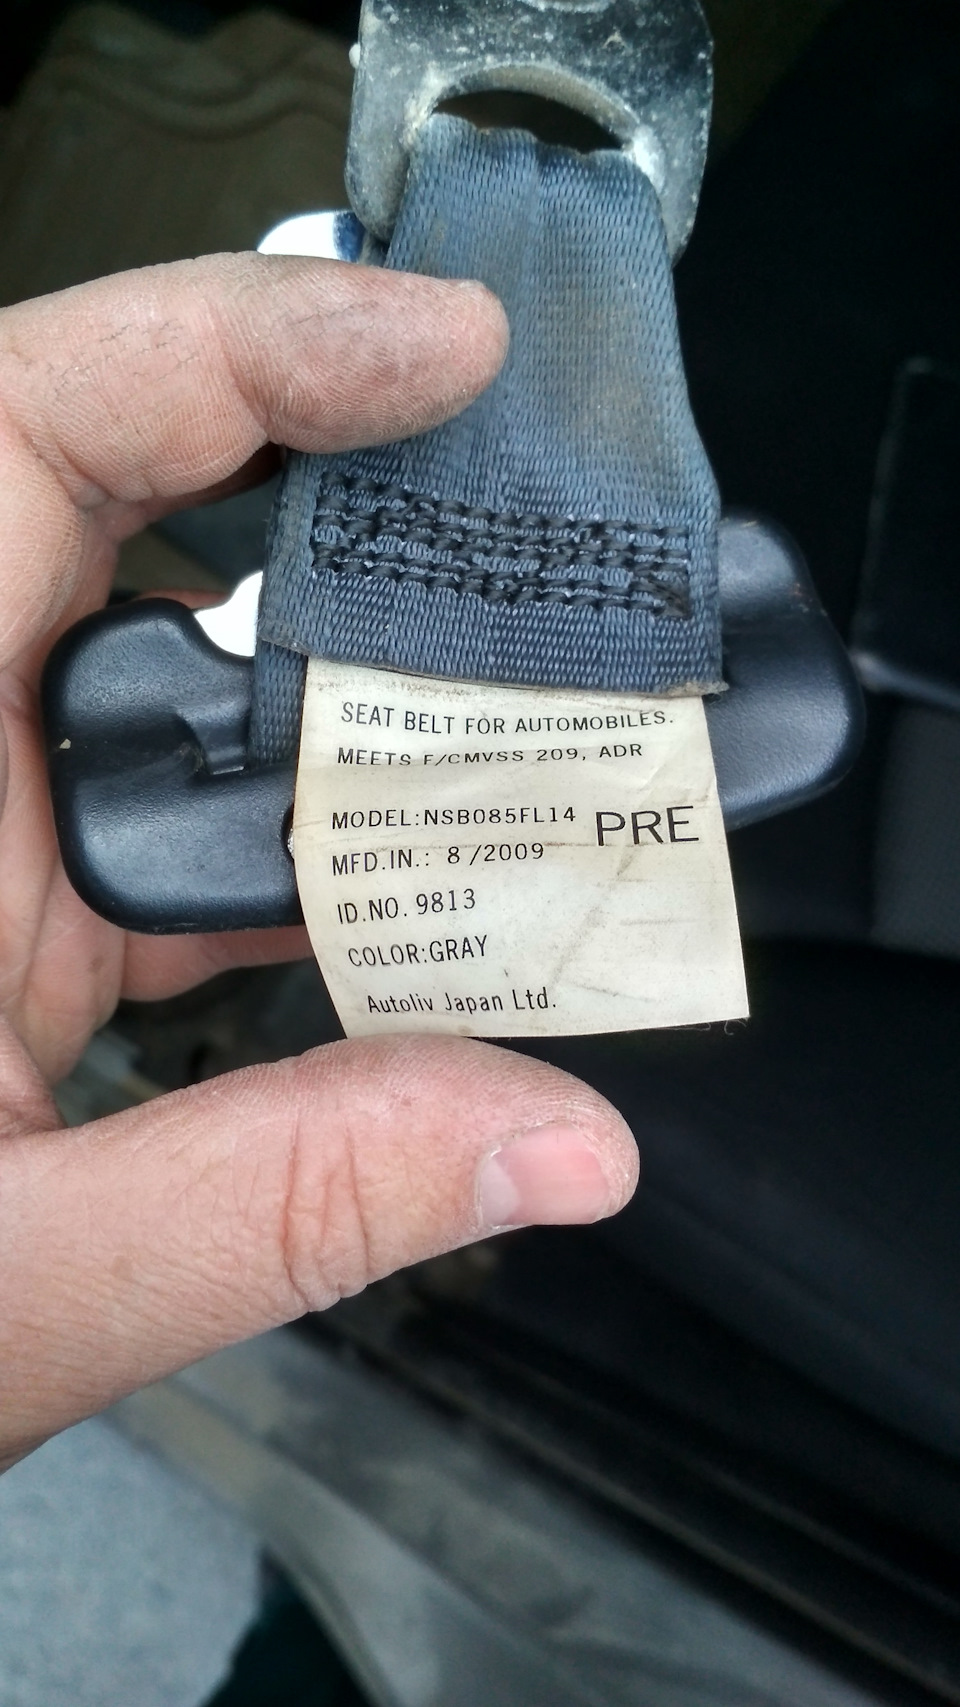 SEAT BELT FOR AUTOMOBILES.
MEETS F/CMVSS 209, ADR
MODEL:NSB085FL14 PRE
MFD.IN.: 8/2009
ID.NO. 9813
COLOR:GRAY
Autoliv Japan Ltd.